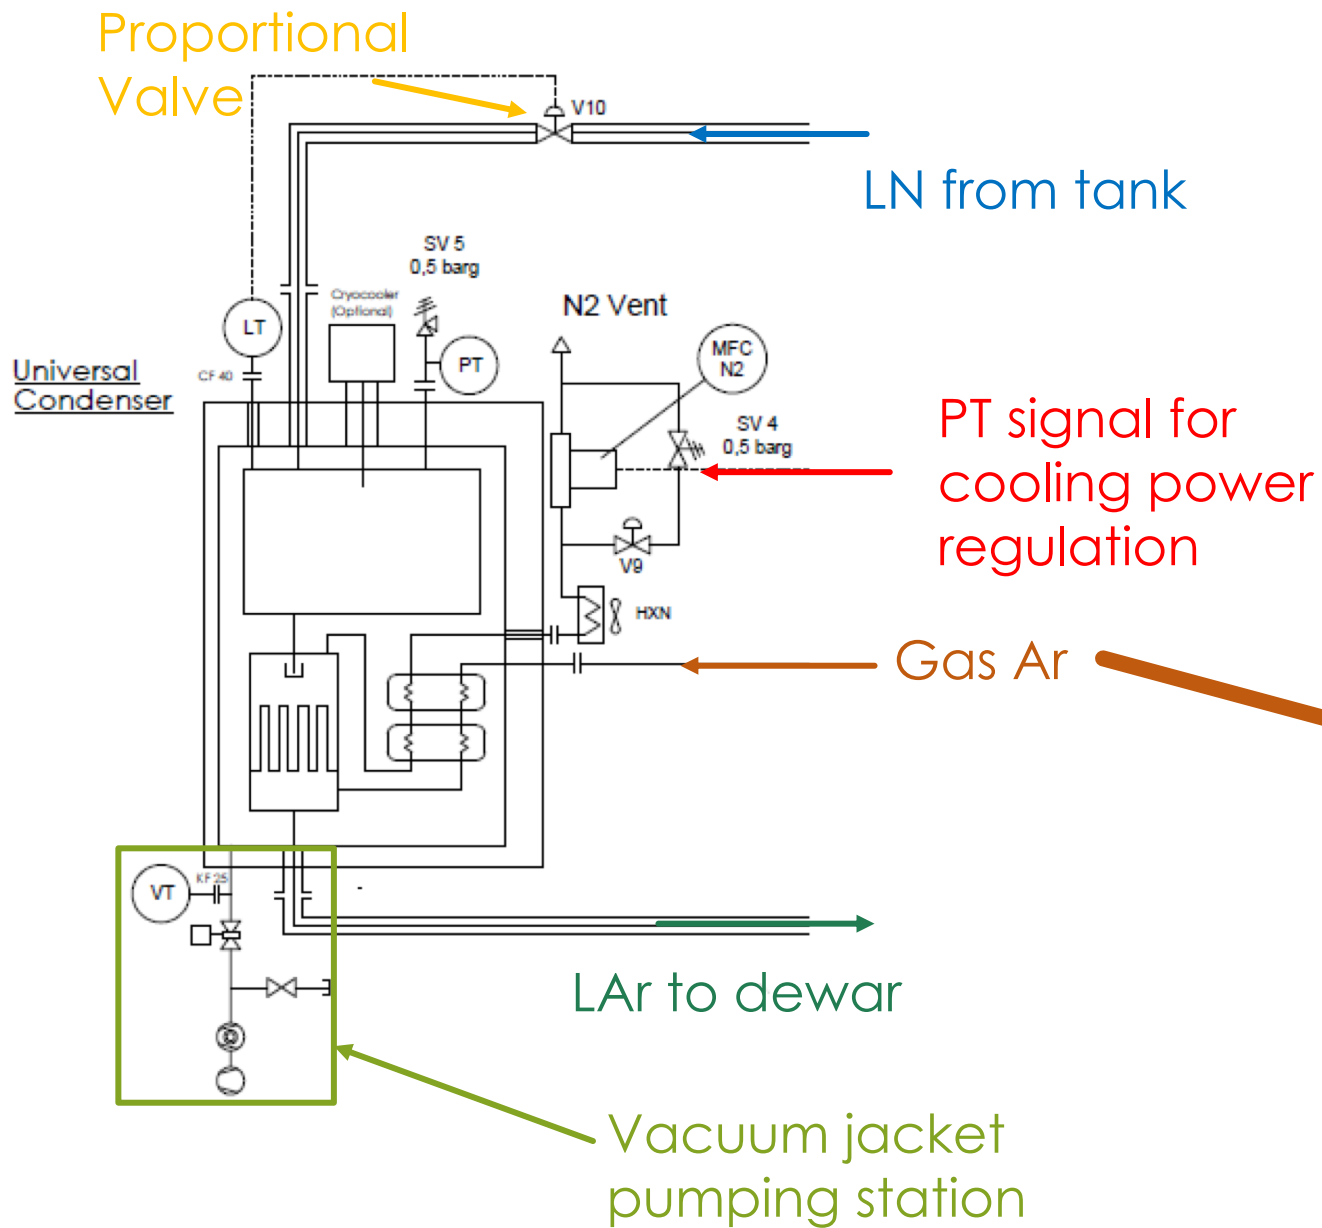 Proportional
Valve
V10
LN from tank
SV 5
0,5 barg
Cryocooler
(Optional)
N2 Vent
LT
PT
MFC
N2
Universal
Condenser
CF 40
SV 4
0,5 barg
PT signal for
cooling power
regulation
V9
HXN
Gas Ar
KF 25
VT
LAr to dewar
Vacuum jacket
pumping station